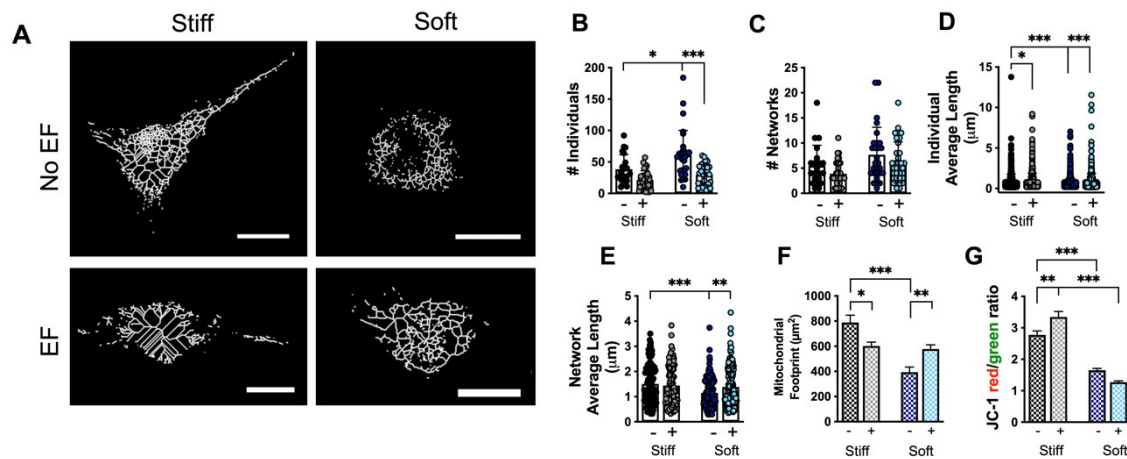 A
Stiff
Soft
No EF
EF
B
# Individuals
200
150
100
50
0
*
***
- + - +
Stiff Soft
C
# Networks
25
20
15
10
5
0
- + - +
Stiff Soft
D
Individual
Average Length
(μm)
15
10
5
0
*** ***
*
- + - +
Stiff Soft
E
Network
Average Length
(μm)
5
4
3
2
1
0
*** **
- + - +
Stiff Soft
F
Mitochondrial
Footprint (μm²)
1000
800
600
400
200
0
***
* **
- + - +
Stiff Soft
G
JC-1 red/green ratio
4
3
2
1
0
***
** ***
- + - +
Stiff Soft